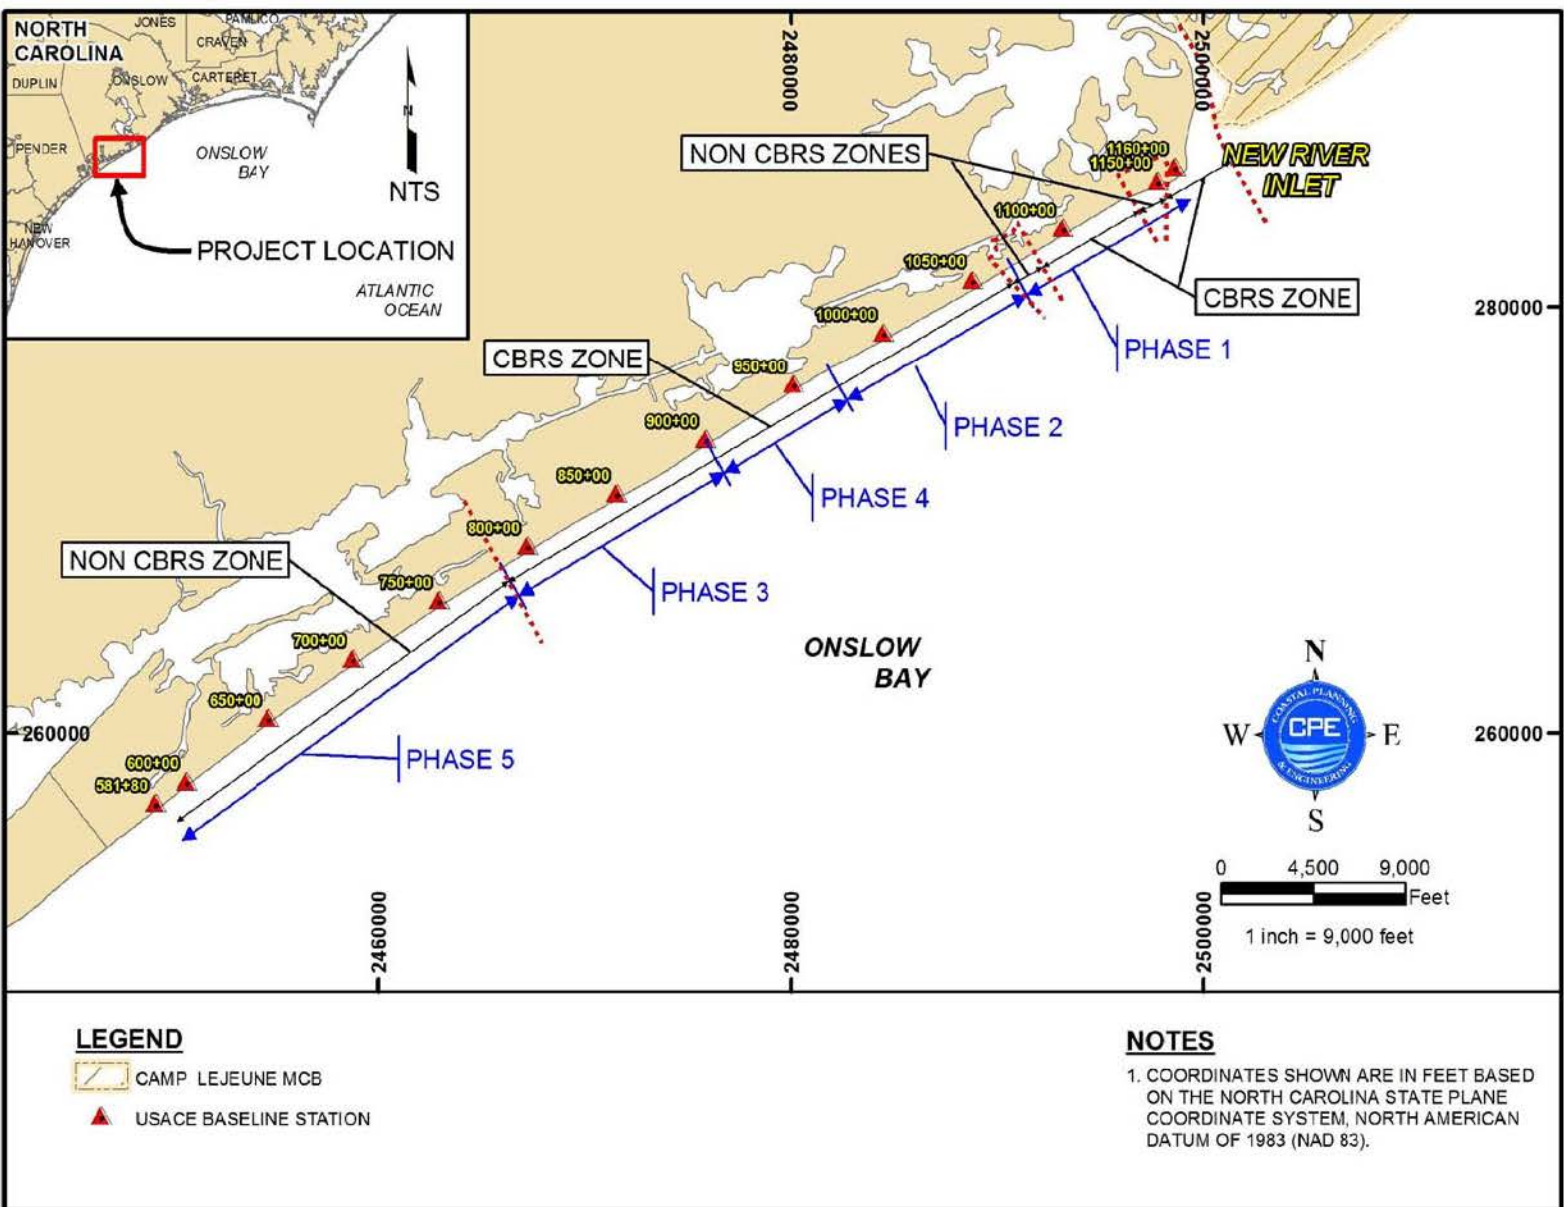 NORTH
CAROLINA
JONES
PAMLICO
CRAVEN
DUPLIN
ONSLOW
CARTERET
PENDER
ONSLOW
BAY
NEW
HANOVER
N
NTS
PROJECT LOCATION
ATLANTIC
OCEAN
2480000
2500000
NON CBRS ZONES
1160+00
1150+00
NEW RIVER
INLET
1100+00
1050+00
CBRS ZONE
280000
1000+00
PHASE 1
CBRS ZONE
950+00
PHASE 2
900+00
850+00
PHASE 4
800+00
NON CBRS ZONE
750+00
PHASE 3
700+00
ONSLOW
BAY
650+00
260000
260000
PHASE 5
600+00
581+80
N
W
E
S
COASTAL PLANNING
CPE
& ENGINEERING
0 4,500 9,000
Feet
1 inch = 9,000 feet
2460000
2480000
2500000
LEGEND
CAMP LEJEUNE MCB
USACE BASELINE STATION
NOTES
1. COORDINATES SHOWN ARE IN FEET BASED
ON THE NORTH CAROLINA STATE PLANE
COORDINATE SYSTEM, NORTH AMERICAN
DATUM OF 1983 (NAD 83).